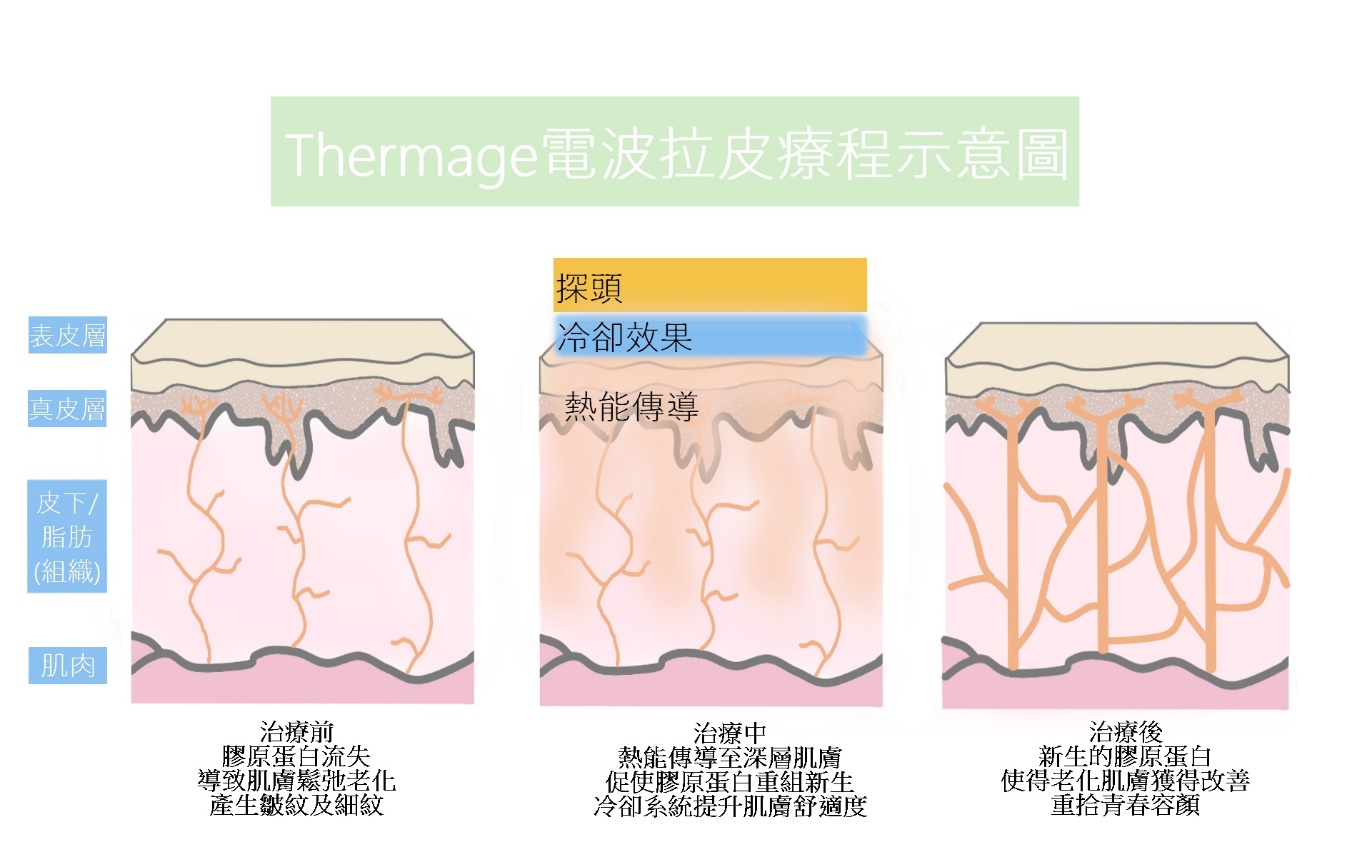 Thermage電波拉皮療程示意圖
探頭
冷卻效果
熱能傳導
表皮層
真皮層
皮下/
脂肪
(組織)
肌肉
治療前
膠原蛋白流失
導致肌膚鬆弛老化
產生皺紋及細紋
治療中
熱能傳導至深層肌膚
促使膠原蛋白重組新生
冷卻系統提升肌膚舒適度
治療後
新生的膠原蛋白
使得老化肌膚獲得改善
重拾青春容顏